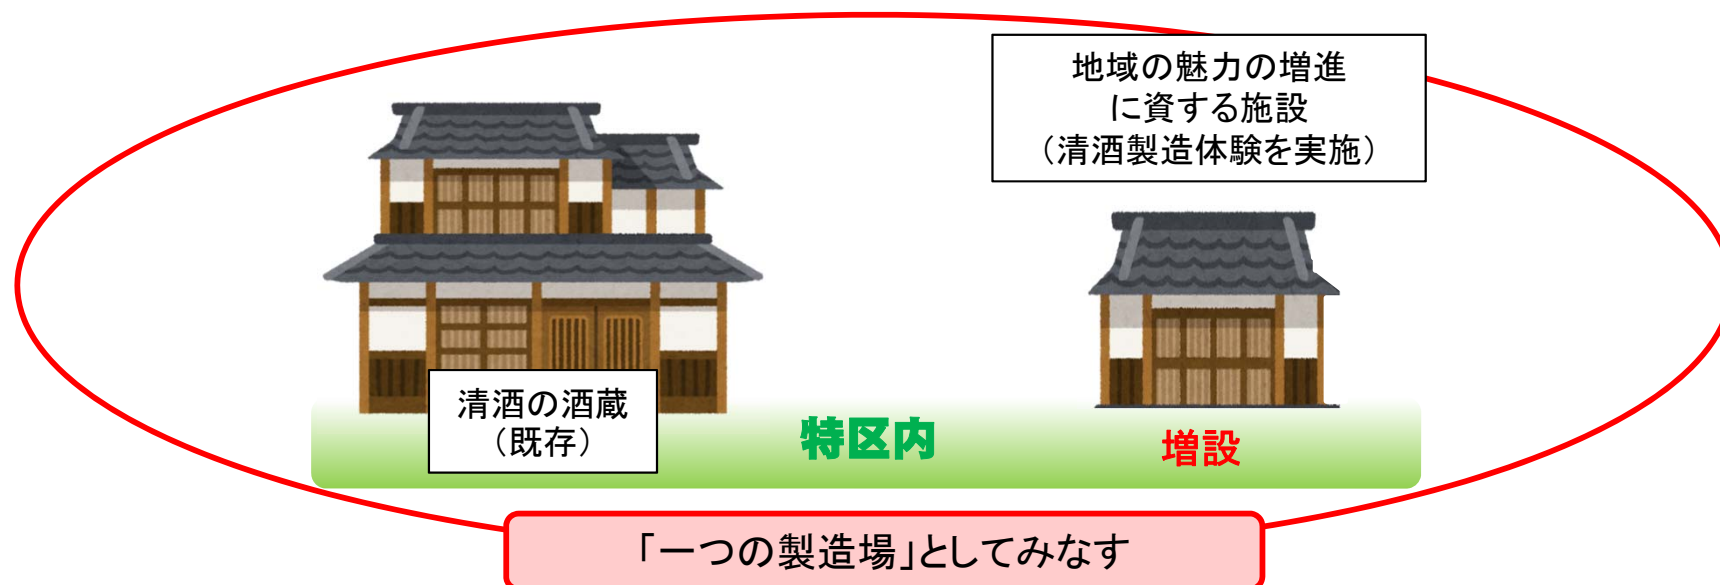 地域の魅力の増進
に資する施設
（清酒製造体験を実施）
清酒の酒蔵
（既存）
特区内
増設
「一つの製造場」としてみなす